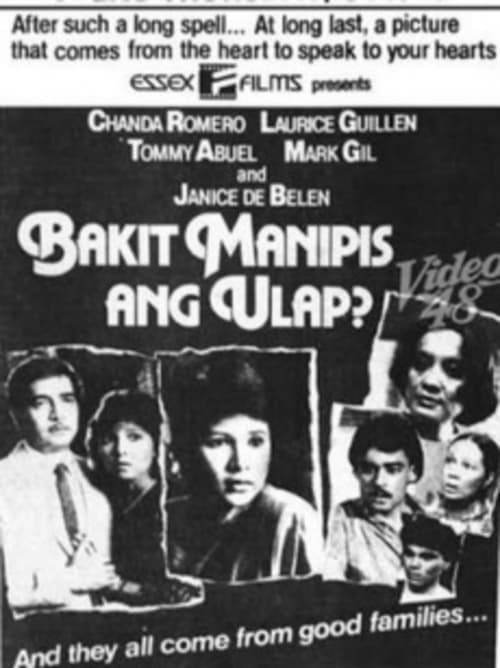 After such a long spell... At long last, a picture
that comes from the heart to speak to your hearts
ESSEX FILMS presents
CHANDA ROMERO LAURICE GUILLEN
TOMMY ABUEL MARK GIL
and
JANICE DE BELEN
BAKIT MANIPIS
ANG ULAP?
Video
48
And they all come from good families...